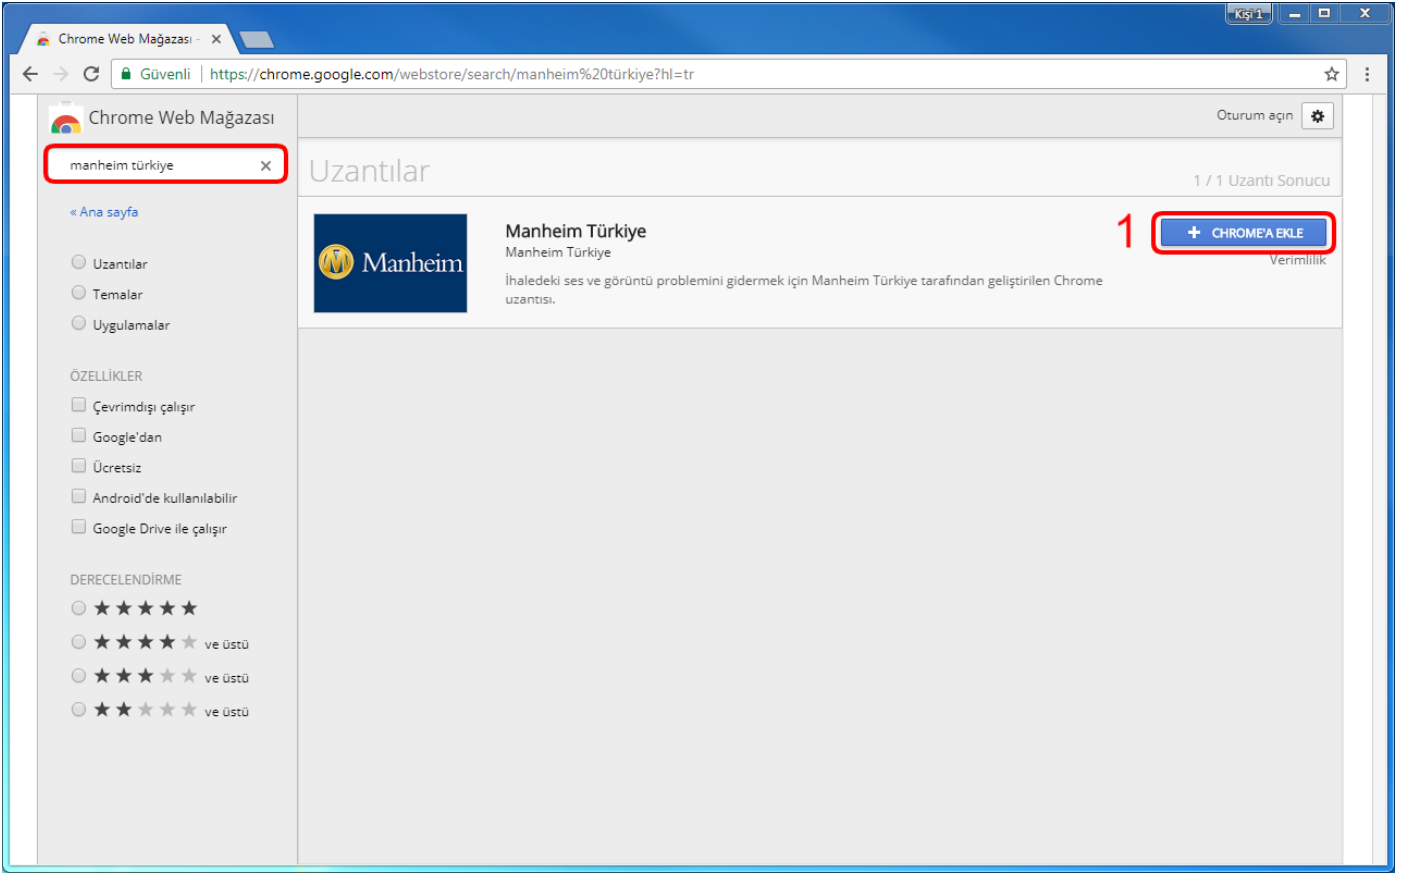 Kişi 1
Chrome Web Mağazası -
Güvenli | https://chrome.google.com/webstore/search/manheim%20türkiye?hl=tr
Chrome Web Mağazası
Oturum açın
manheim türkiye
Uzantılar
1 / 1 Uzantı Sonucu
« Ana sayfa
Manheim
Manheim Türkiye
Manheim Türkiye
İhaledeki ses ve görüntü problemini gidermek için Manheim Türkiye tarafından geliştirilen Chrome
uzantısı.
1
+ CHROME'A EKLE
Verimlilik
Uzantılar
Temalar
Uygulamalar
ÖZELLİKLER
Çevrimdışı çalışır
Google'dan
Ücretsiz
Android'de kullanılabilir
Google Drive ile çalışır
DERECELENDİRME
ve üstü
ve üstü
ve üstü